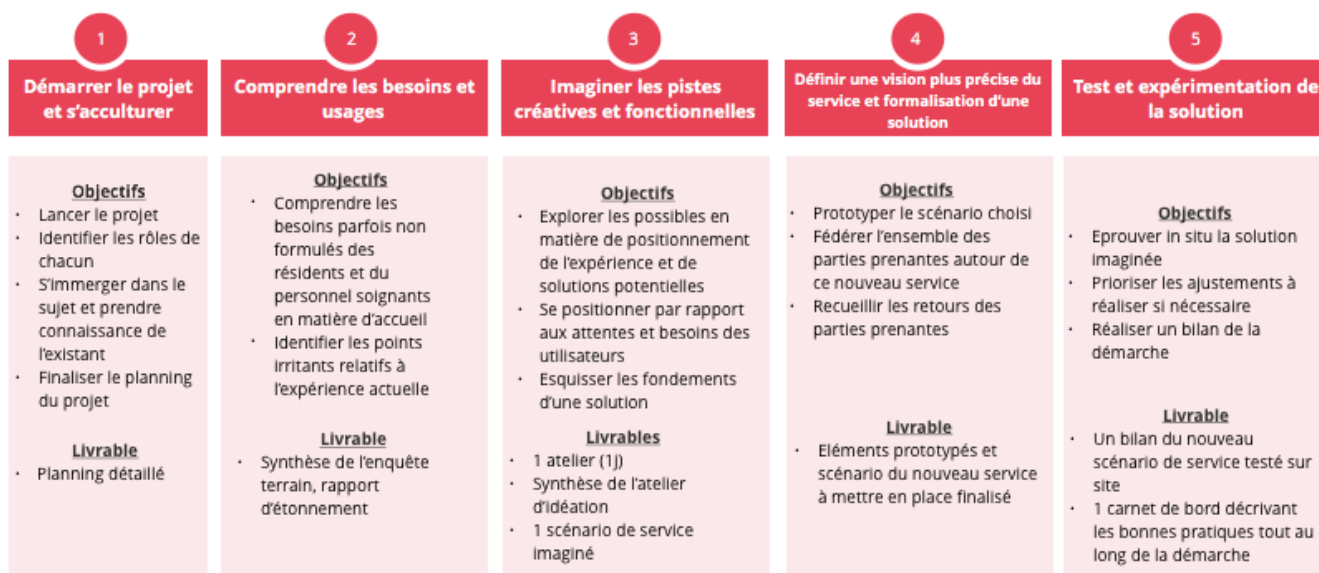 1
Démarrer le projet
et s'acculturer
Objectifs
· Lancer le projet
· Identifier les rôles de
chacun
· S'immerger dans le
sujet et prendre
connaissance de
l'existant
· Finaliser le planning
du projet
Livrable
· Planning détaillé
2
Comprendre les besoins et
usages
Objectifs
· Comprendre les
besoins parfois non
formulés des
résidents et du
personnel soignants
en matière d'accueil
· Identifier les points
irritants relatifs à
l'expérience actuelle
Livrable
· Synthèse de l'enquête
terrain, rapport
d'étonnement
3
Imaginer les pistes
créatives et fonctionnelles
Objectifs
· Explorer les possibles en
matière de positionnement
de l'expérience et de
solutions potentielles
· Se positionner par rapport
aux attentes et besoins des
utilisateurs
· Esquisser les fondements
d'une solution
Livrables
· 1 atelier (1J)
· Synthèse de l'atelier
d'idéation
· 1 scénario de service
imaginé
4
Définir une vision plus précise du
service et formalisation d'une
solution
Objectifs
· Prototyper le scénario choisi
· Fédérer l'ensemble des
parties prenantes autour de
ce nouveau service
· Recueillir les retours des
parties prenantes
Livrable
· Eléments prototypés et
scénario du nouveau service
à mettre en place finalisé
5
Test et expérimentation de
la solution
Objectifs
· Eprouver in situ la solution
imaginée
· Prioriser les ajustements à
réaliser si nécessaire
· Réaliser un bilan de la
démarche
Livrable
· Un bilan du nouveau
scénario de service testé sur
site
· 1 carnet de bord décrivant
les bonnes pratiques tout au
long de la démarche